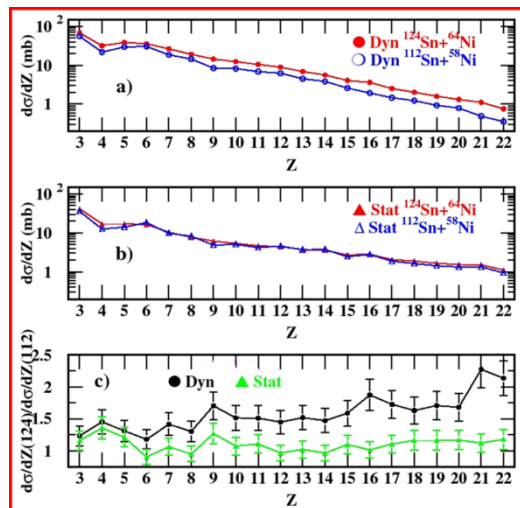 dσ/dZ (mb)
10²
10
1
Dyn ¹²⁴Sn+⁶⁴Ni
Dyn ¹¹²Sn+⁵⁸Ni
a)
3 4 5 6 7 8 9 10 11 12 13 14 15 16 17 18 19 20 21 22
Z
dσ/dZ (mb)
10²
10
1
Stat ¹²⁴Sn+⁶⁴Ni
Stat ¹¹²Sn+⁵⁸Ni
b)
3 4 5 6 7 8 9 10 11 12 13 14 15 16 17 18 19 20 21 22
Z
dσ/dZ(124)/dσ/dZ(112)
2.5
2
1.5
1
c) Dyn Stat
3 4 5 6 7 8 9 10 11 12 13 14 15 16 17 18 19 20 21 22
Z